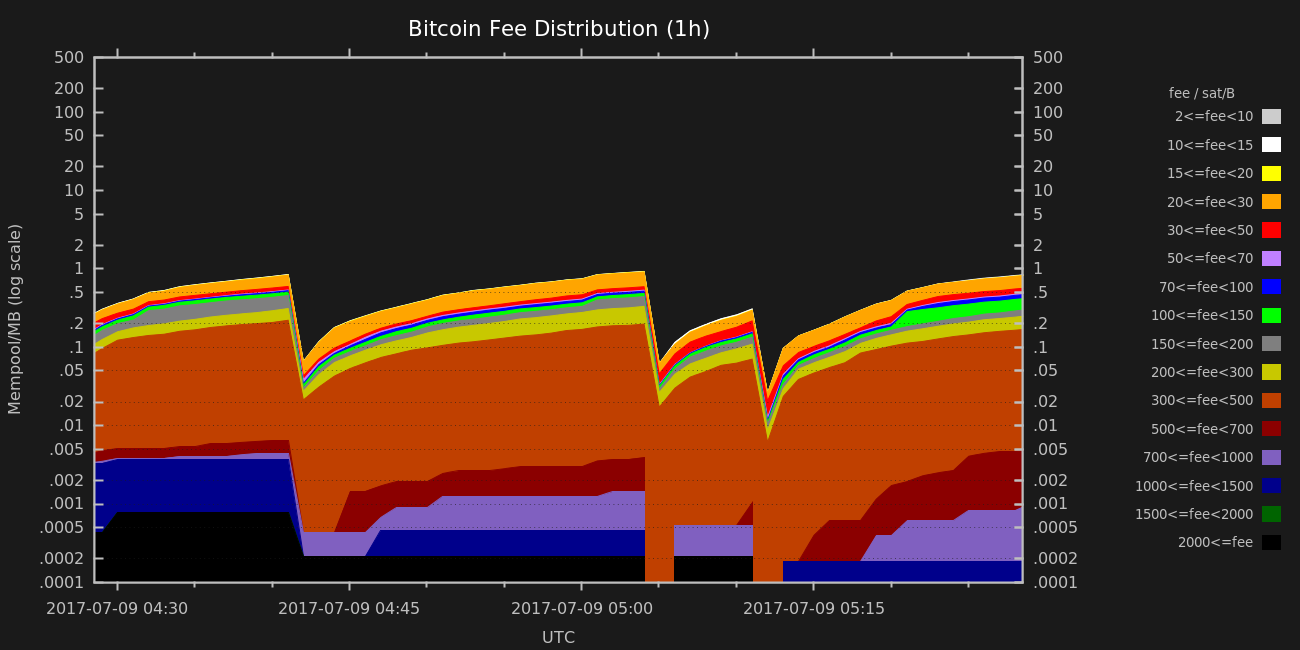 Bitcoin Fee Distribution (1h)
Mempool/MB (log scale)
500
200
100
50
20
10
5
2
1
.5
.2
.1
.05
.02
.01
.005
.002
.001
.0005
.0002
.0001
500
200
100
50
20
10
5
2
1
.5
.2
.1
.05
.02
.01
.005
.002
.001
.0005
.0002
.0001
2017-07-09 04:30 2017-07-09 04:45 2017-07-09 05:00 2017-07-09 05:15
UTC
fee / sat/B
2<=fee<10
10<=fee<15
15<=fee<20
20<=fee<30
30<=fee<50
50<=fee<70
70<=fee<100
100<=fee<150
150<=fee<200
200<=fee<300
300<=fee<500
500<=fee<700
700<=fee<1000
1000<=fee<1500
1500<=fee<2000
2000<=fee